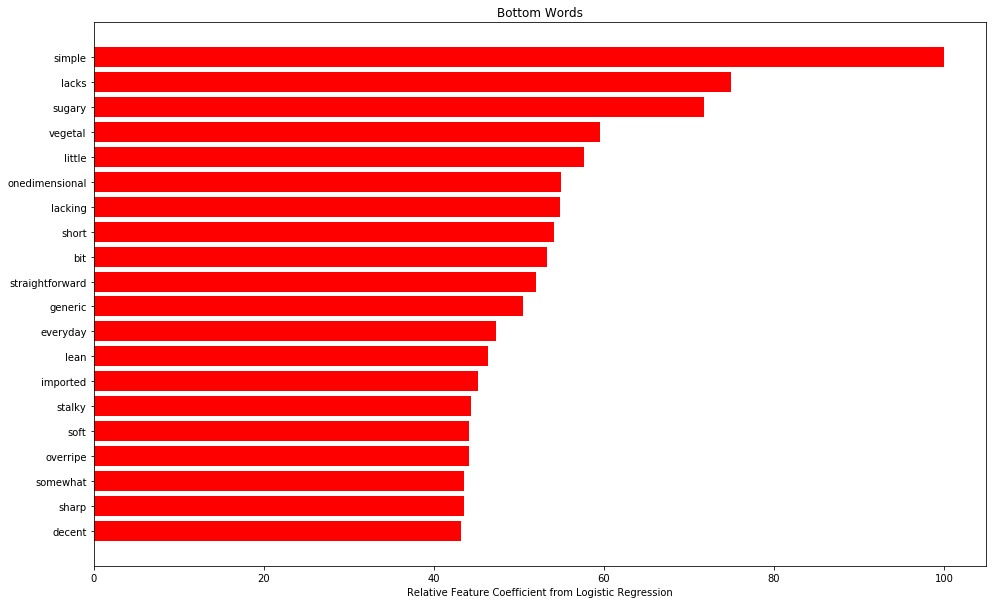 Bottom Words
simple
lacks
sugary
vegetal
little
onedimensional
lacking
short
bit
straightforward
generic
everyday
lean
imported
stalky
soft
overripe
somewhat
sharp
decent
0 20 40 60 80 100
Relative Feature Coefficient from Logistic Regression